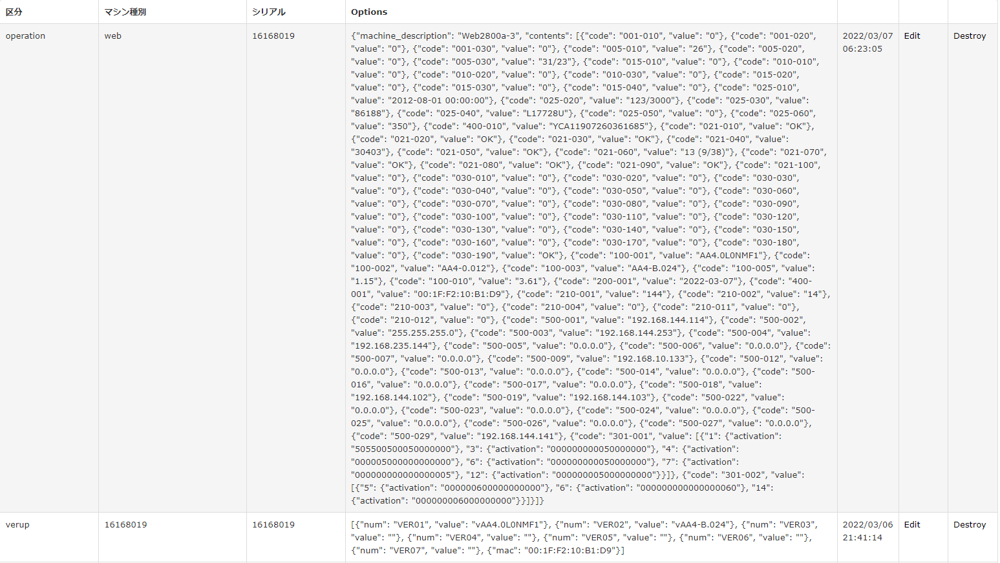 区分 マシン種別 シリアル Options
operation web 16168019 {"machine_description": "Web2800a-3", "contents": [{"code": "001-010", "value": "0"}, {"code": "001-020", 2022/03/07 Edit Destroy
"value": "0"}, {"code": "001-030", "value": "0"}, {"code": "005-010", "value": "26"}, {"code": "005-020", 06:23:05
"value": "0"}, {"code": "005-030", "value": "31/23"}, {"code": "015-010", "value": "0"}, {"code": "010-010",
"value": "0"}, {"code": "010-020", "value": "0"}, {"code": "010-030", "value": "0"}, {"code": "015-020",
"value": "0"}, {"code": "015-030", "value": "0"}, {"code": "015-040", "value": "0"}, {"code": "025-010",
"value": "2012-08-01 00:00:00"}, {"code": "025-020", "value": "123/3000"}, {"code": "025-030", "value":
"86188"}, {"code": "025-040", "value": "L17728U"}, {"code": "025-050", "value": "0"}, {"code": "025-060",
"value": "350"}, {"code": "400-010", "value": "YCA11907260361685"}, {"code": "021-010", "value": "OK"},
{"code": "021-020", "value": "OK"}, {"code": "021-030", "value": "OK"}, {"code": "021-040", "value":
"30403"}, {"code": "021-050", "value": "OK"}, {"code": "021-060", "value": "13 (9/38)"}, {"code": "021-070",
"value": "OK"}, {"code": "021-080", "value": "OK"}, {"code": "021-090", "value": "OK"}, {"code": "021-100",
"value": "0"}, {"code": "030-010", "value": "0"}, {"code": "030-020", "value": "0"}, {"code": "030-030",
"value": "0"}, {"code": "030-040", "value": "0"}, {"code": "030-050", "value": "0"}, {"code": "030-060",
"value": "0"}, {"code": "030-070", "value": "0"}, {"code": "030-080", "value": "0"}, {"code": "030-090",
"value": "0"}, {"code": "030-100", "value": "0"}, {"code": "030-110", "value": "0"}, {"code": "030-120",
"value": "0"}, {"code": "030-130", "value": "0"}, {"code": "030-140", "value": "0"}, {"code": "030-150",
"value": "0"}, {"code": "030-160", "value": "0"}, {"code": "030-170", "value": "0"}, {"code": "030-180",
"value": "0"}, {"code": "030-190", "value": "OK"}, {"code": "100-001", "value": "AA4.0L0NMF1"}, {"code":
"100-002", "value": "AA4-0.012"}, {"code": "100-003", "value": "AA4-B.024"}, {"code": "100-005", "value":
"1.15"}, {"code": "100-010", "value": "3.61"}, {"code": "200-001", "value": "2022-03-07"}, {"code": "400-
001", "value": "00:1F:F2:10:B1:D9"}, {"code": "210-001", "value": "144"}, {"code": "210-002", "value": "14"},
{"code": "210-003", "value": "0"}, {"code": "210-004", "value": "0"}, {"code": "210-011", "value": "0"},
{"code": "210-012", "value": "0"}, {"code": "500-001", "value": "192.168.144.114"}, {"code": "500-002",
"value": "255.255.255.0"}, {"code": "500-003", "value": "192.168.144.253"}, {"code": "500-004", "value":
"192.168.235.144"}, {"code": "500-005", "value": "0.0.0.0"}, {"code": "500-006", "value": "0.0.0.0"}, {"code":
"500-007", "value": "0.0.0.0"}, {"code": "500-009", "value": "192.168.10.133"}, {"code": "500-012", "value":
"0.0.0.0"}, {"code": "500-013", "value": "0.0.0.0"}, {"code": "500-014", "value": "0.0.0.0"}, {"code": "500-
016", "value": "0.0.0.0"}, {"code": "500-017", "value": "0.0.0.0"}, {"code": "500-018", "value":
"192.168.144.102"}, {"code": "500-019", "value": "192.168.144.103"}, {"code": "500-022", "value":
"0.0.0.0"}, {"code": "500-023", "value": "0.0.0.0"}, {"code": "500-024", "value": "0.0.0.0"}, {"code": "500-
025", "value": "0.0.0.0"}, {"code": "500-026", "value": "0.0.0.0"}, {"code": "500-027", "value": "0.0.0.0"},
{"code": "500-029", "value": "192.168.144.141"}, {"code": "301-001", "value": [{"1": {"activation":
"505500500050000000"}, "3": {"activation": "000000000050000000"}, "4": {"activation":
"000005000000000000"}, "6": {"activation": "000000000050000000"}, "7": {"activation":
"000000000000000005"}, "12": {"activation": "000000005000000000"}}]}, {"code": "301-002", "value":
[{"5": {"activation": "000000600000000000"}, "6": {"activation": "000000000000000060"}, "14":
{"activation": "000000006000000000"}}]}]}
verup 16168019 16168019 [{"num": "VER01", "value": "vAA4.0L0NMF1"}, {"num": "VER02", "value": "vAA4-B.024"}, {"num": "VER03", 2022/03/06 Edit Destroy
"value": ""}, {"num": "VER04", "value": ""}, {"num": "VER05", "value": ""}, {"num": "VER06", "value": ""}, 21:41:14
{"num": "VER07", "value": ""}, {"mac": "00:1F:F2:10:B1:D9"}]